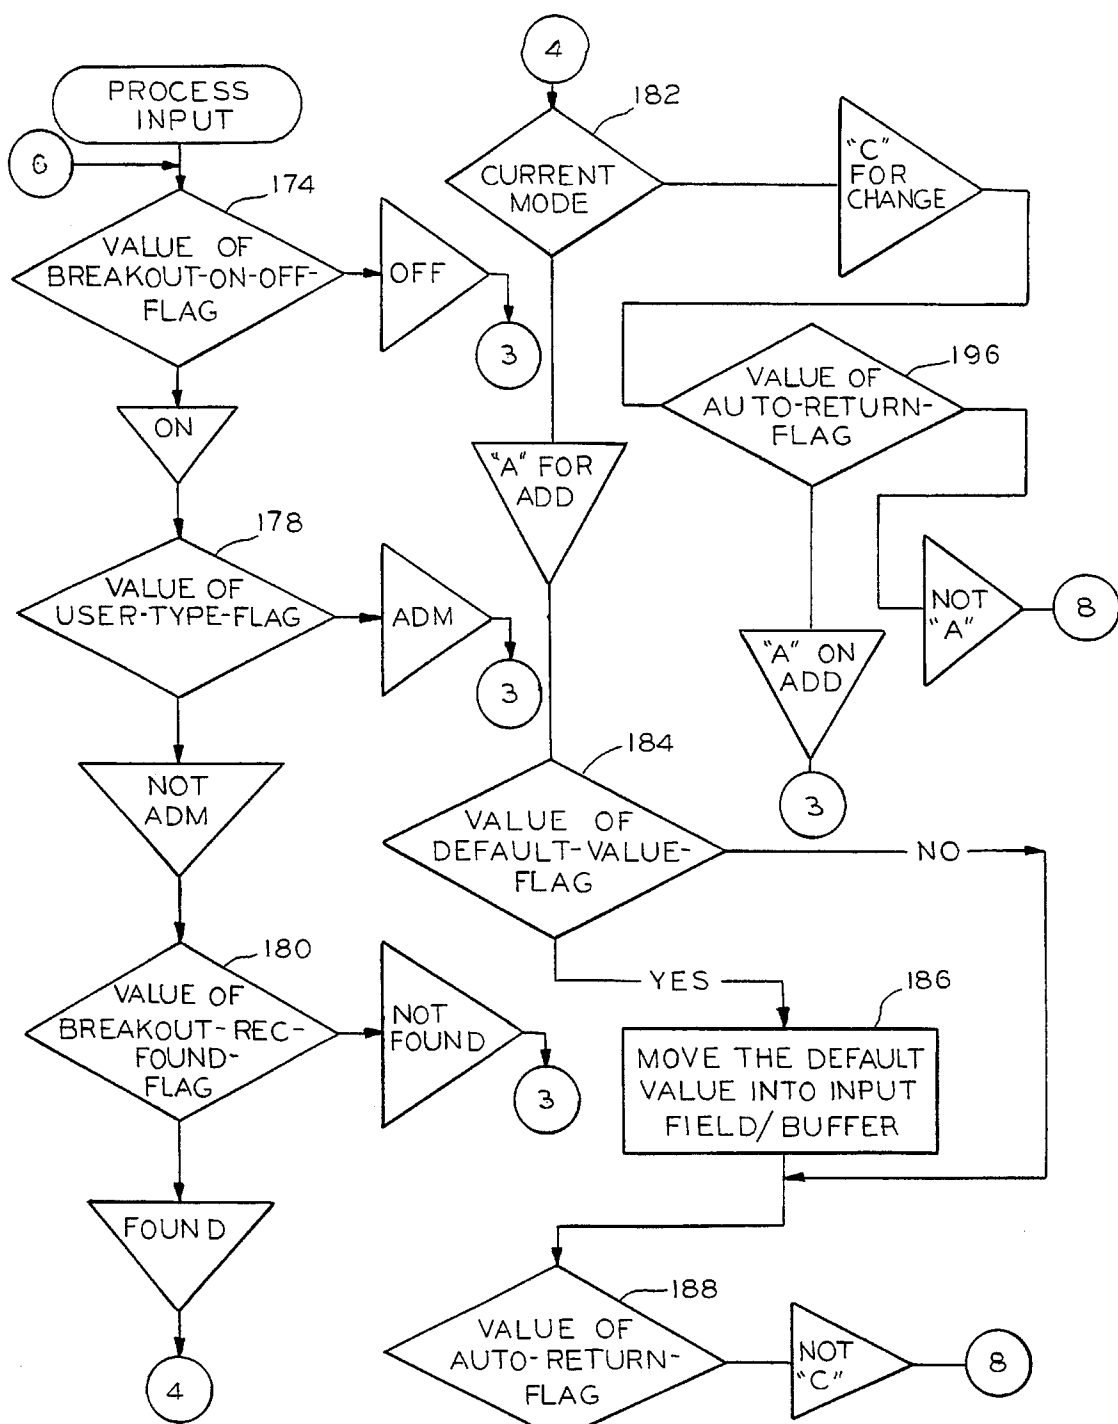 PROCESS
INPUT
6
174
VALUE OF
BREAKOUT-ON-OFF-
FLAG
OFF
3
ON
178
VALUE OF
USER-TYPE-FLAG
ADM
3
NOT
ADM
180
VALUE OF
BREAKOUT-REC-
FOUND-
FLAG
NOT
FOUND
3
FOUND
4
4
182
CURRENT
MODE
"C"
FOR
CHANGE
196
VALUE OF
AUTO-RETURN-
FLAG
"A" FOR
ADD
NOT
"A"
8
"A" ON
ADD
3
184
VALUE OF
DEFAULT-VALUE-
FLAG
NO
YES
186
MOVE THE DEFAULT
VALUE INTO INPUT
FIELD/BUFFER
188
VALUE OF
AUTO-RETURN-
FLAG
NOT
"C"
8